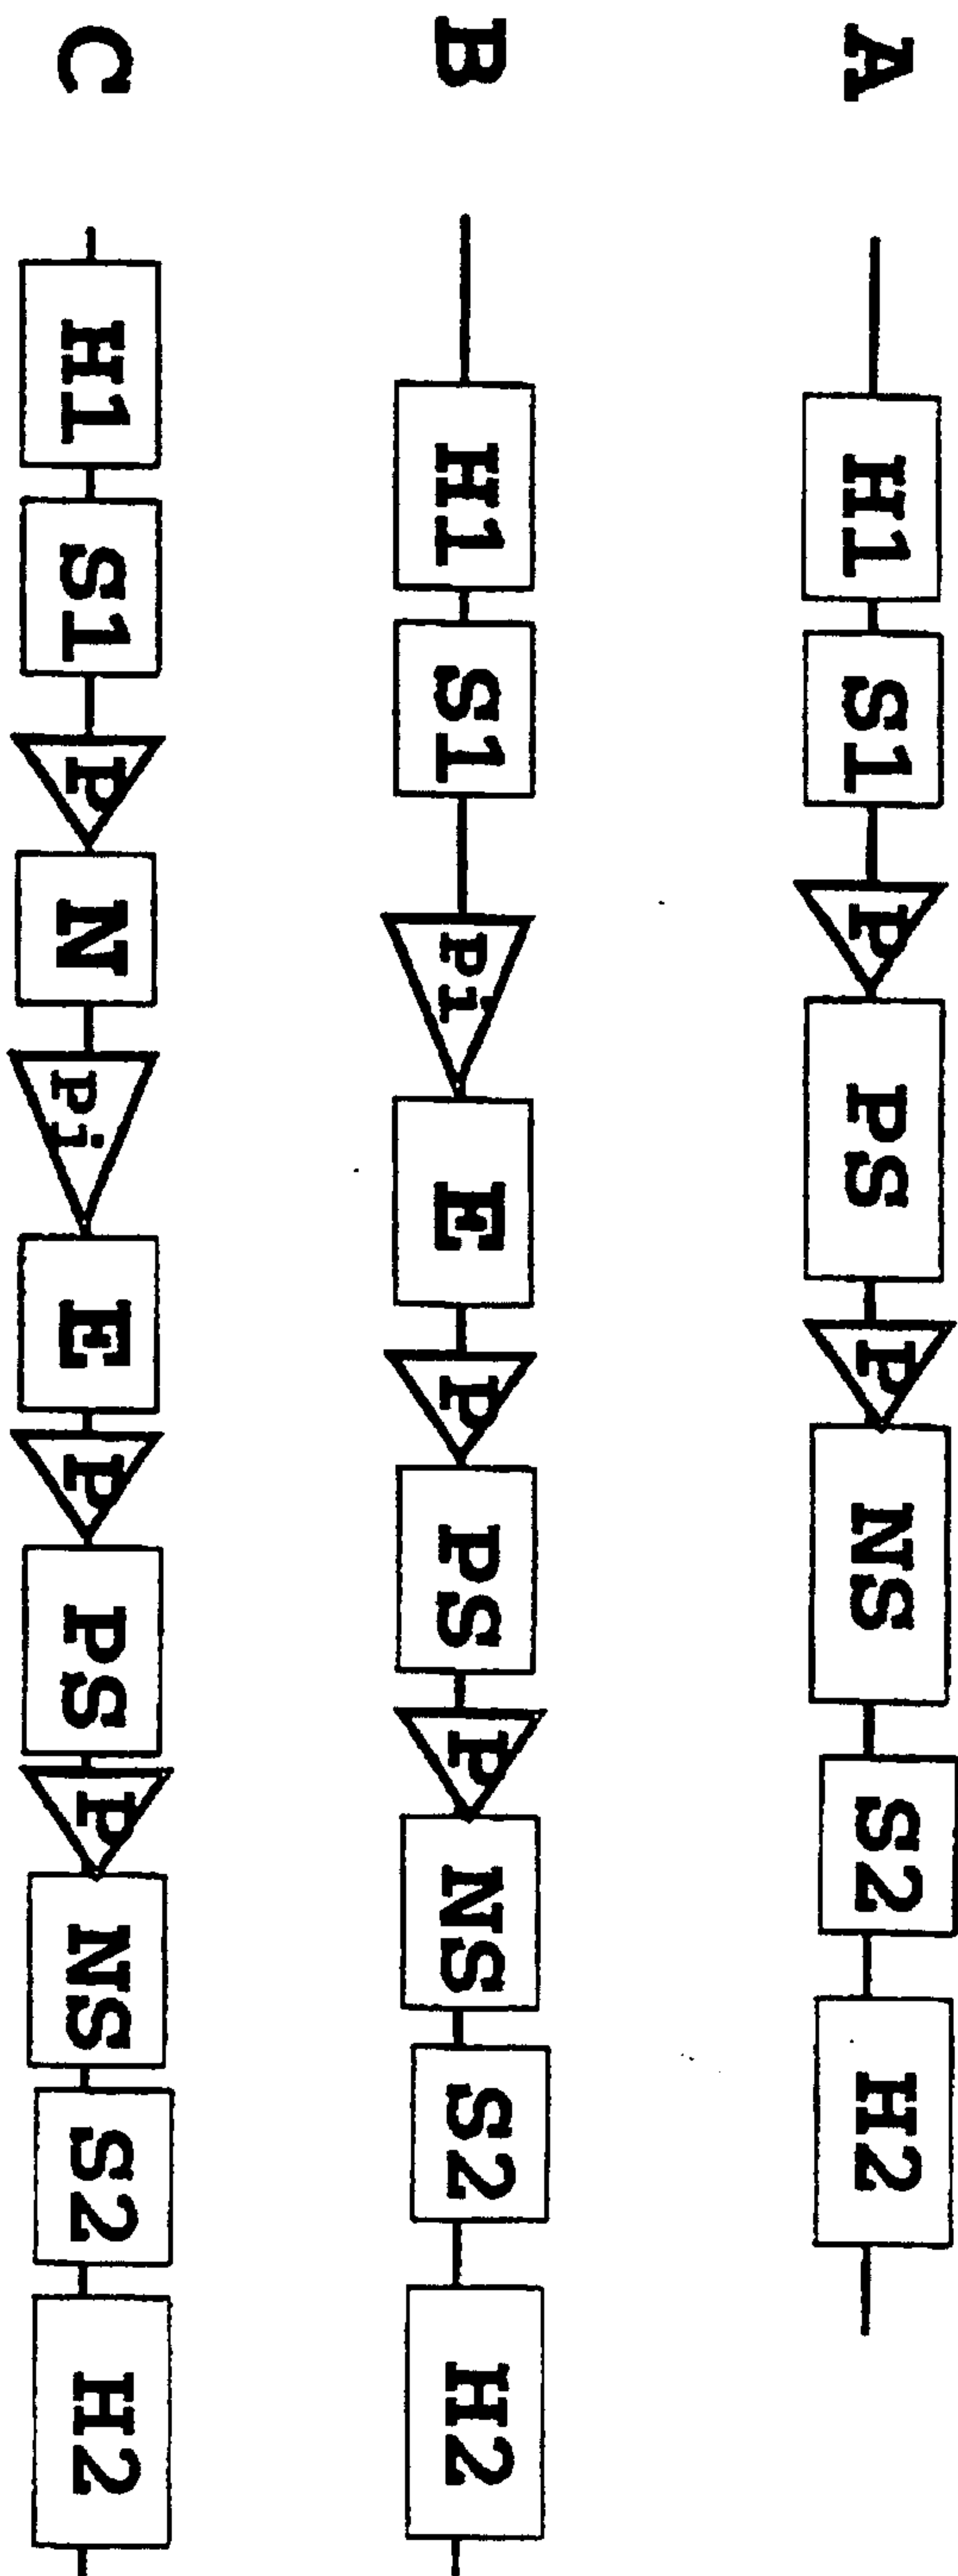 A H1 S1 P PS P NS S2 H2
B H1 S1 Pi E P PS P NS S2 H2
C H1 S1 P N Pi E P PS P NS S2 H2